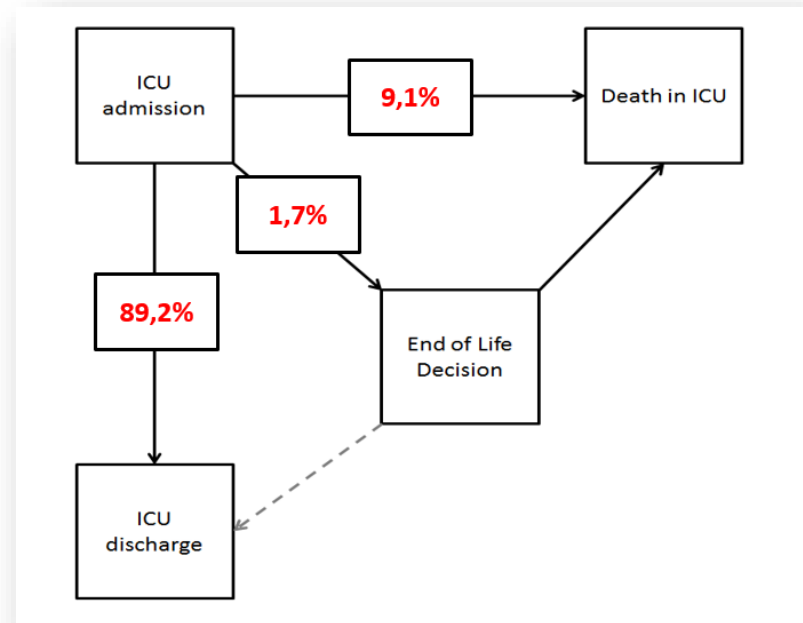 ICU
admission
9,1%
Death in ICU
1,7%
89,2%
End of Life
Decision
ICU
discharge